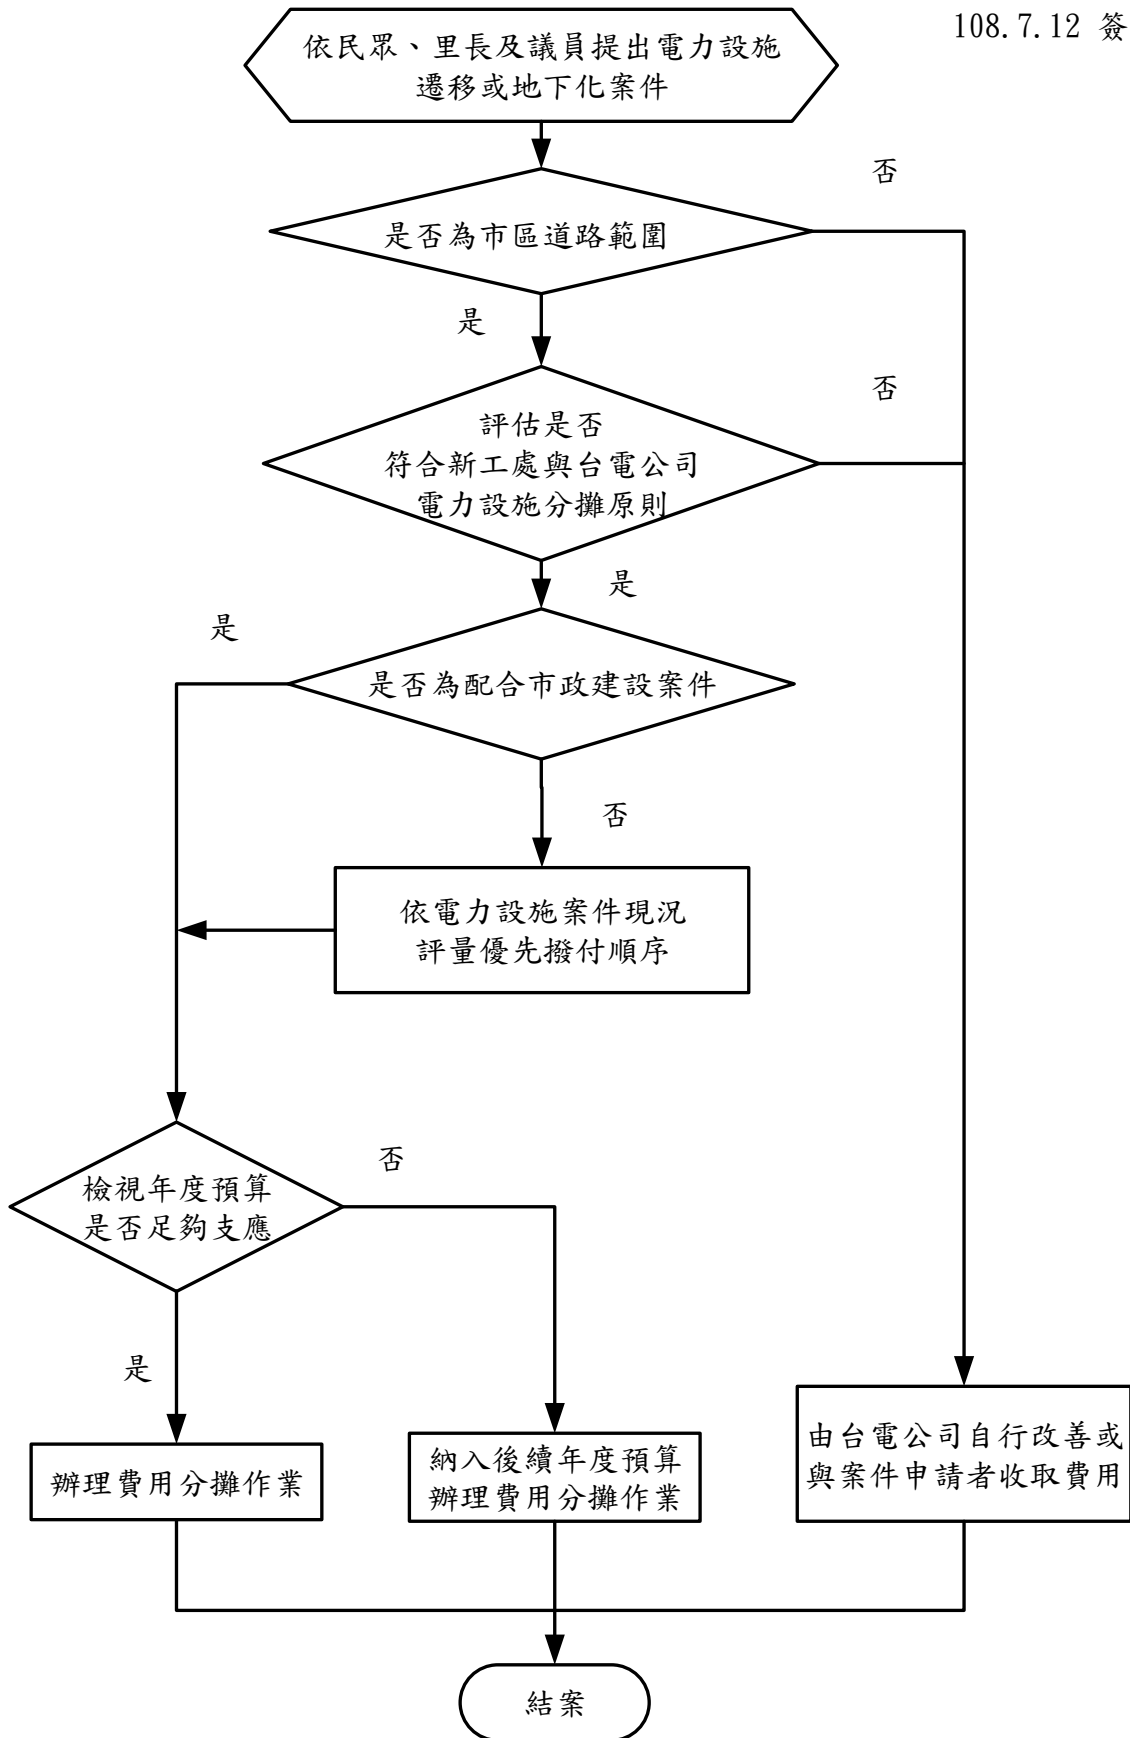 108.7.12 簽
依民眾、里長及議員提出電力設施
遷移或地下化案件
否
是否為市區道路範圍
是
否
評估是否
符合新工處與台電公司
電力設施分攤原則
是
是
是否為配合市政建設案件
否
依電力設施案件現況
評量優先撥付順序
否
檢視年度預算
是否足夠支應
是
辦理費用分攤作業
納入後續年度預算
辦理費用分攤作業
由台電公司自行改善或
與案件申請者收取費用
結案